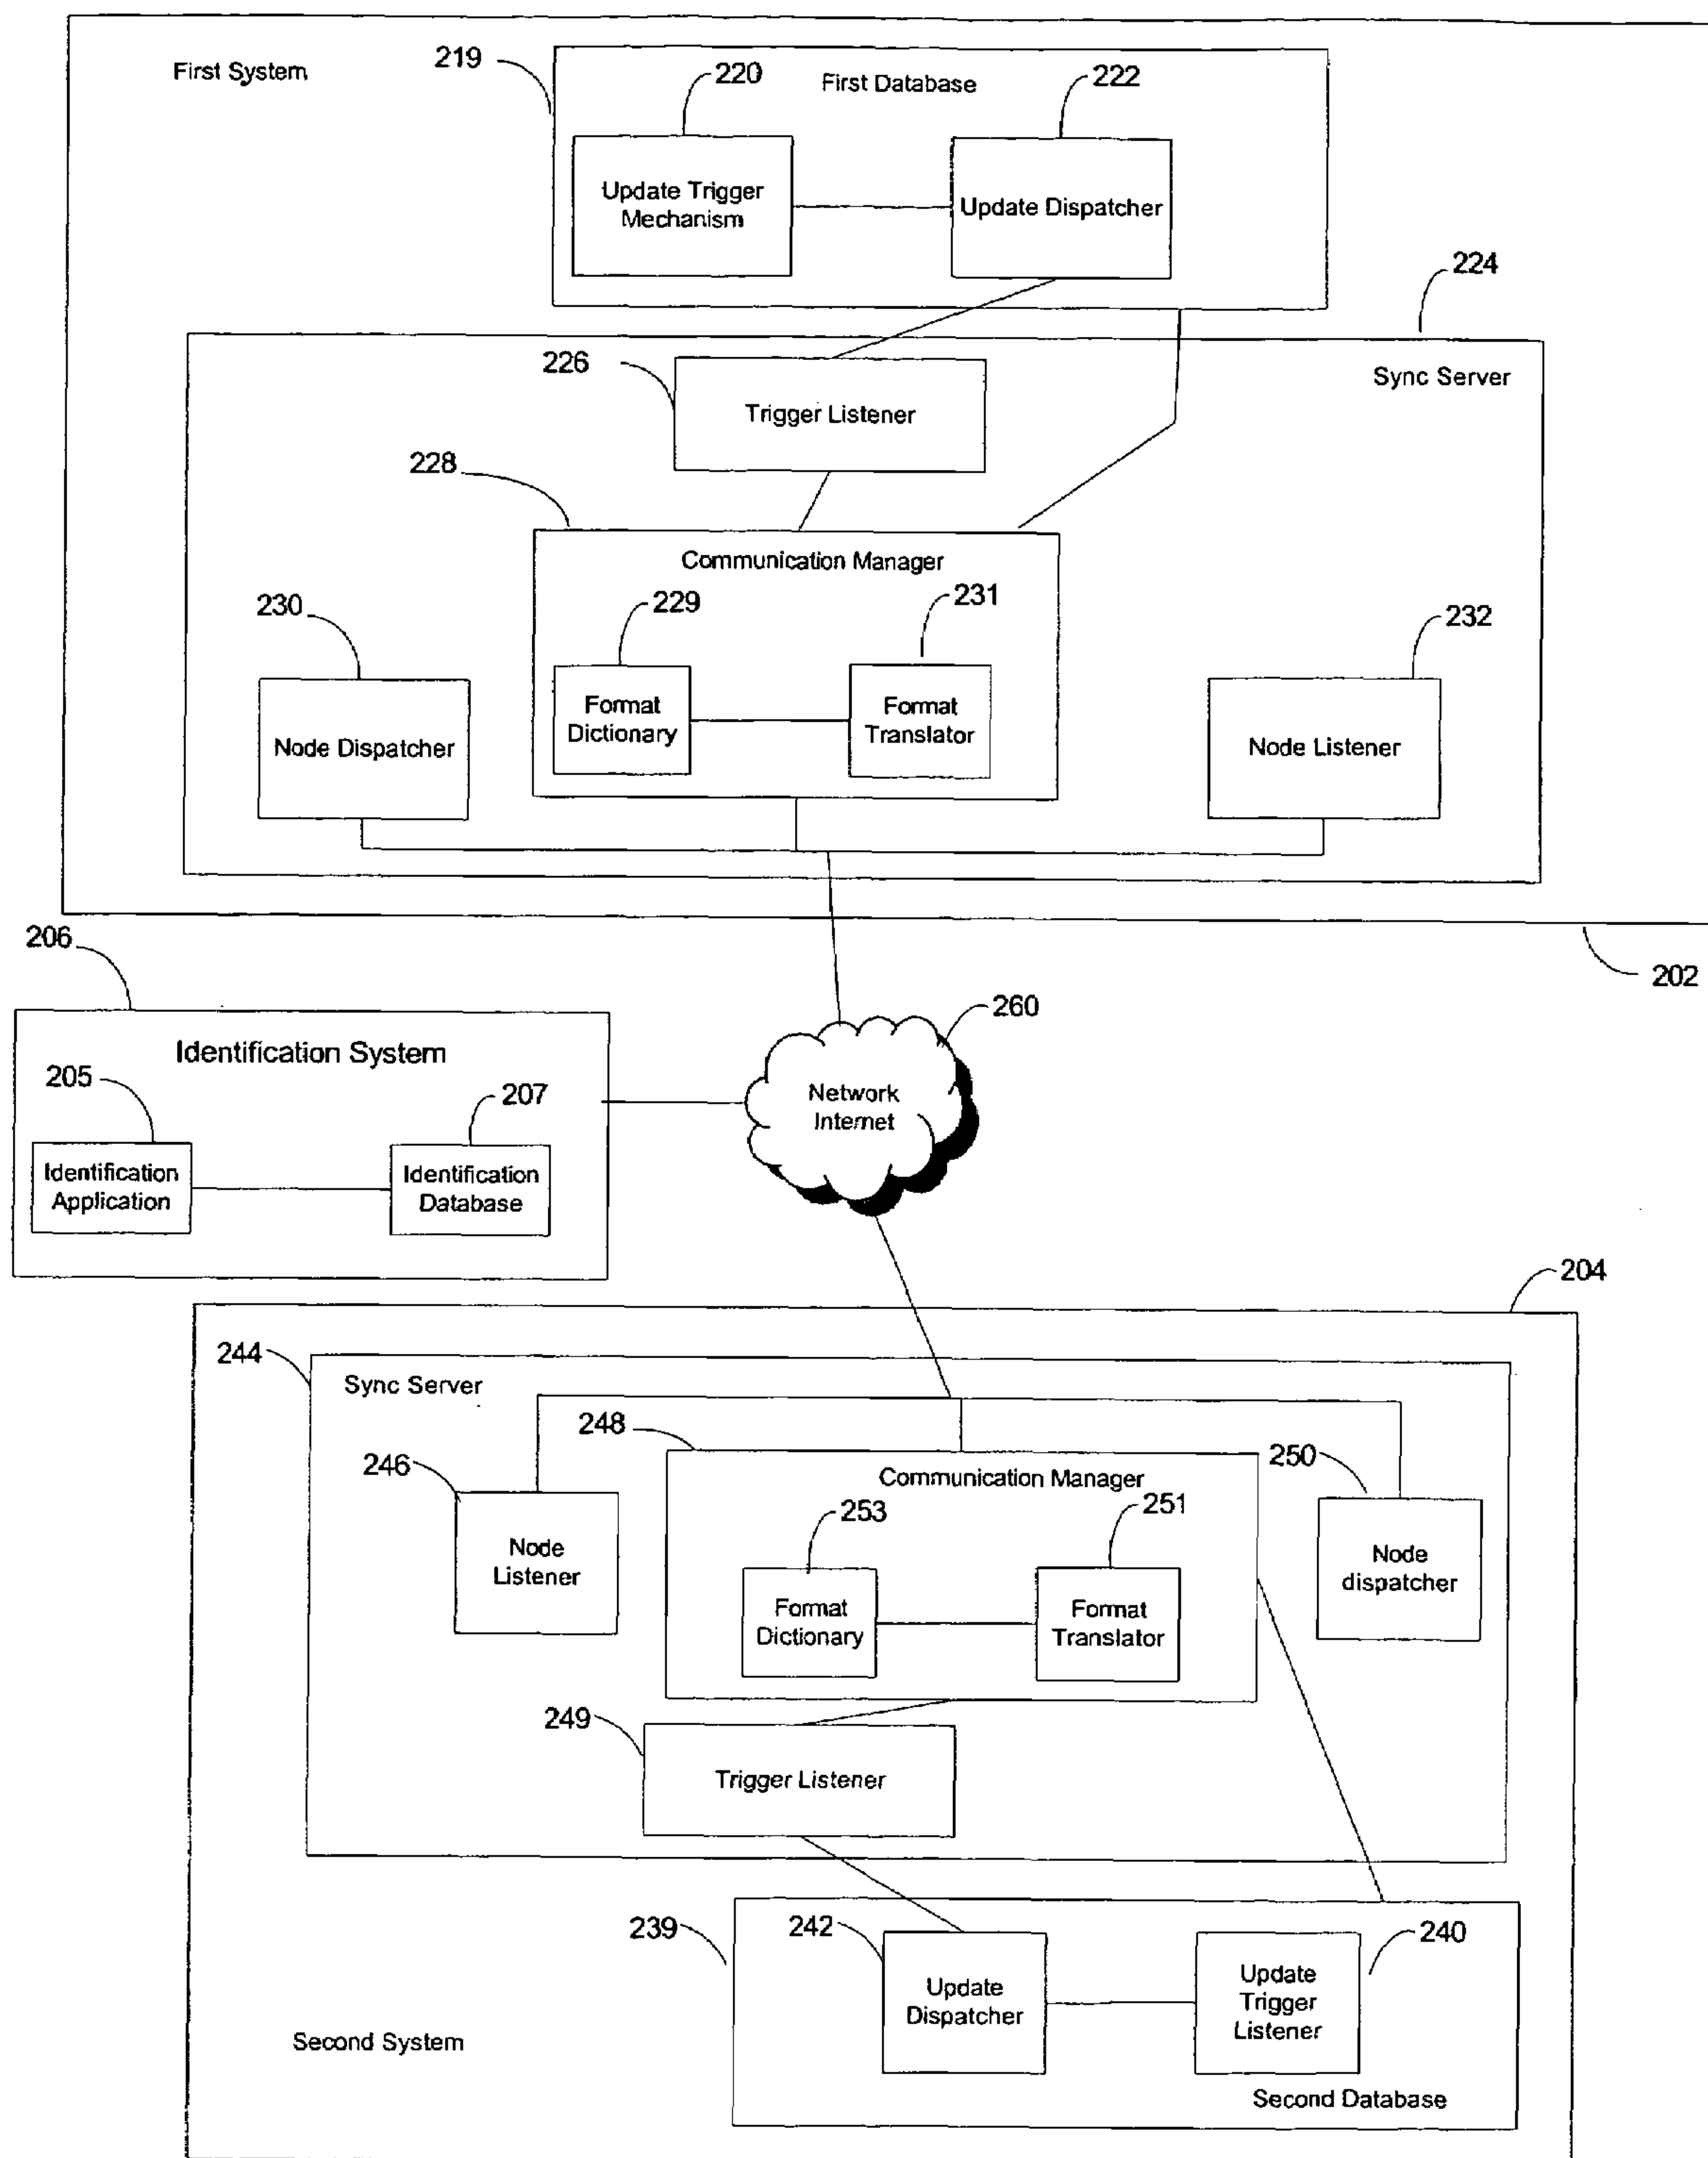 First System
219
220
First Database
222
Update Trigger
Mechanism
Update Dispatcher
224
226
Sync Server
Trigger Listener
228
Communication Manager
230
229
231
232
Format
Dictionary
Format
Translator
Node Dispatcher
Node Listener
206
202
260
Identification System
205
207
Network
Internet
Identification
Application
Identification
Database
204
244
Sync Server
248
246
Communication Manager
250
253
251
Node
Listener
Node
dispatcher
Format
Dictionary
Format
Translator
249
Trigger Listener
239
242
240
Update
Dispatcher
Update
Trigger
Listener
Second System
Second Database